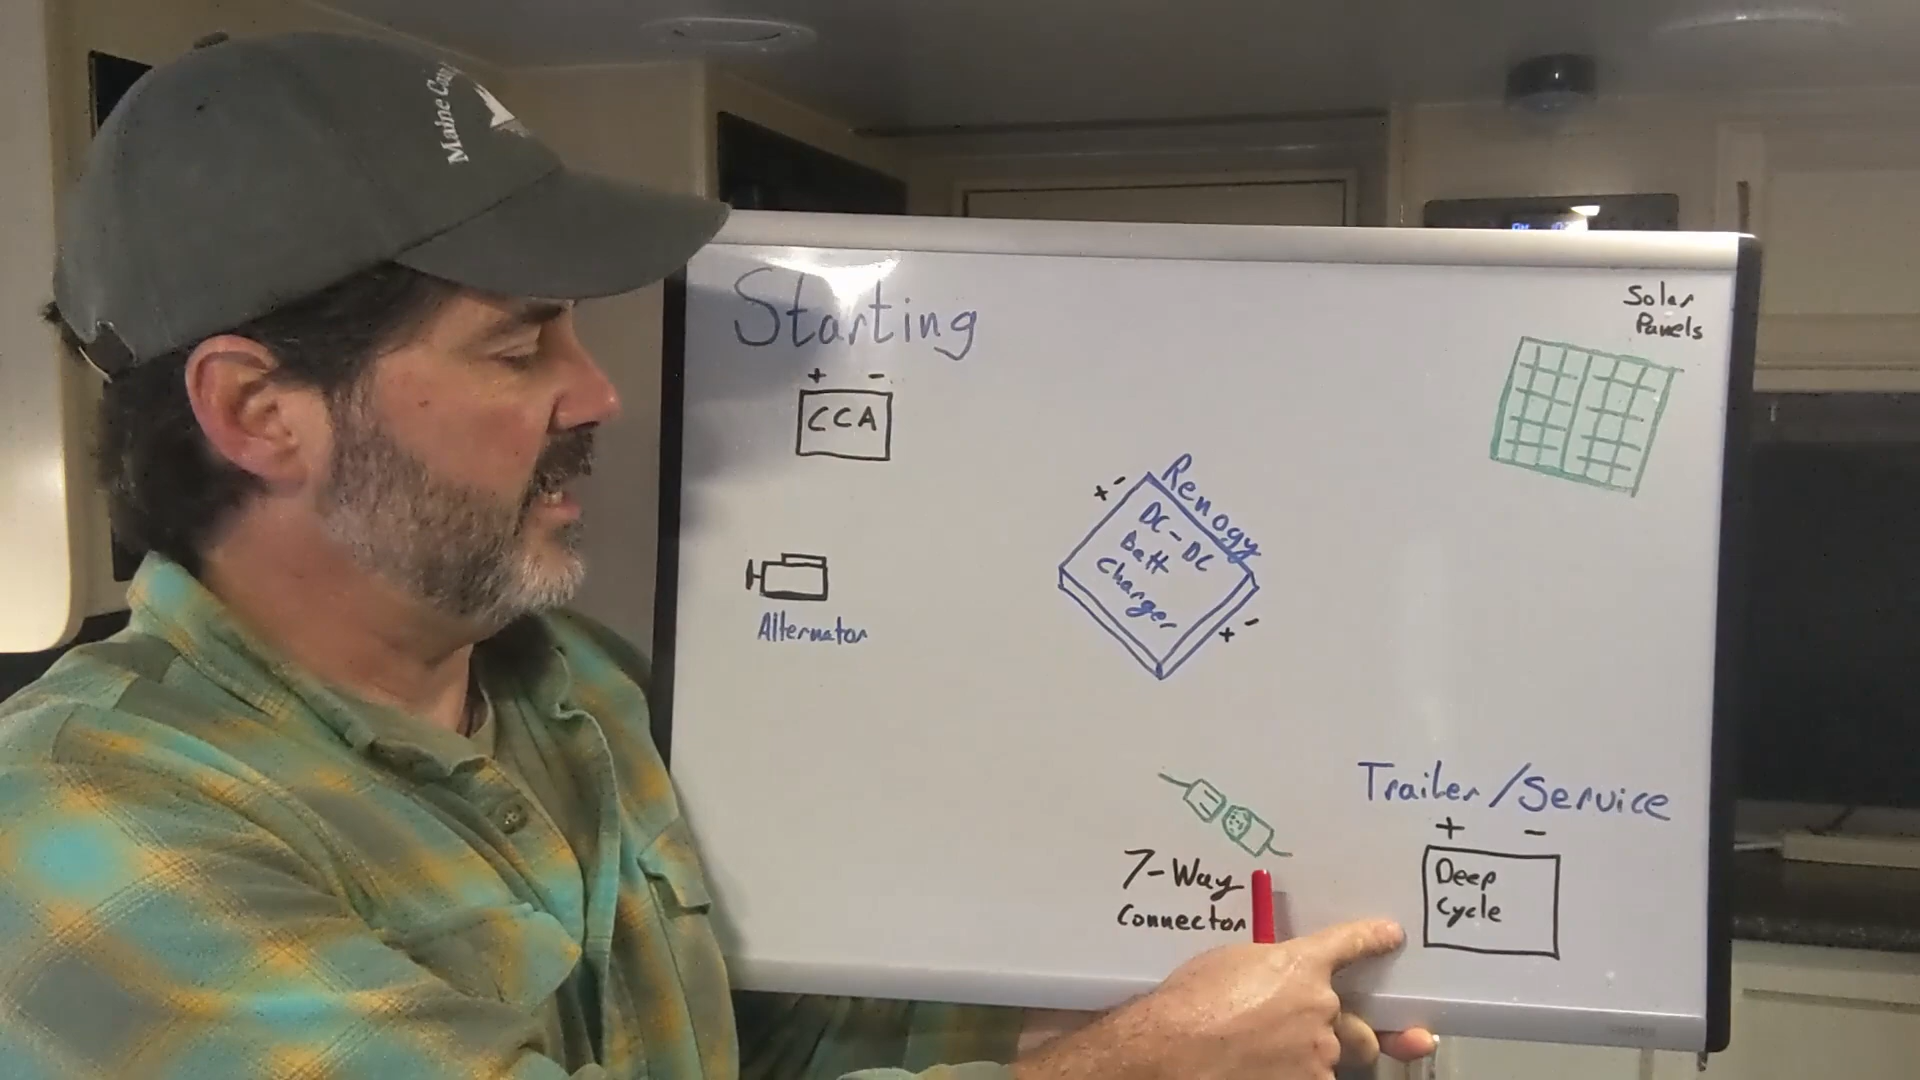 Maine
Starting
+ -
CCA
Alternator
Solar
Panels
Renogy
+ -
DC-DC
Batt
Charger
+ -
7-Way
Connector
Trailer/Service
+ -
Deep
Cycle